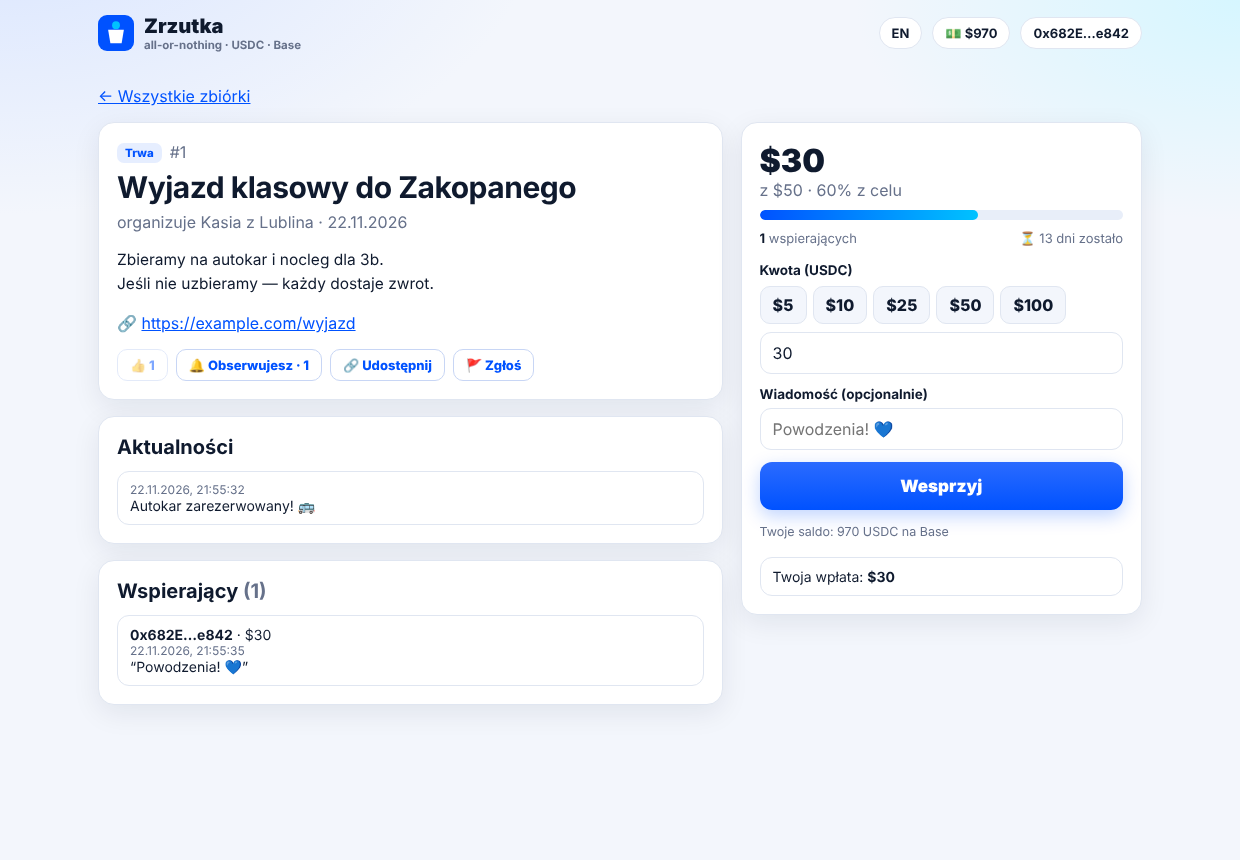 Zrzutka
all-or-nothing · USDC · Base
EN
💵 $970
0x682E…e842
← Wszystkie zbiórki
Trwa #1
Wyjazd klasowy do Zakopanego
organizuje Kasia z Lublina · 22.11.2026
Zbieramy na autokar i nocleg dla 3b.
Jeśli nie uzbieramy — każdy dostaje zwrot.
🔗 https://example.com/wyjazd
👍 1
🔔 Obserwujesz · 1
🔗 Udostępnij
🚩 Zgłoś
Aktualności
22.11.2026, 21:55:32
Autokar zarezerwowany! 🚌
Wspierający (1)
0x682E…e842 · $30
22.11.2026, 21:55:35
“Powodzenia! 💙”
$30
z $50 · 60% z celu
1 wspierających
⏳ 13 dni zostało
Kwota (USDC)
$5
$10
$25
$50
$100
30
Wiadomość (opcjonalnie)
Powodzenia! 💙
Wesprzyj
Twoje saldo: 970 USDC na Base
Twoja wpłata: $30